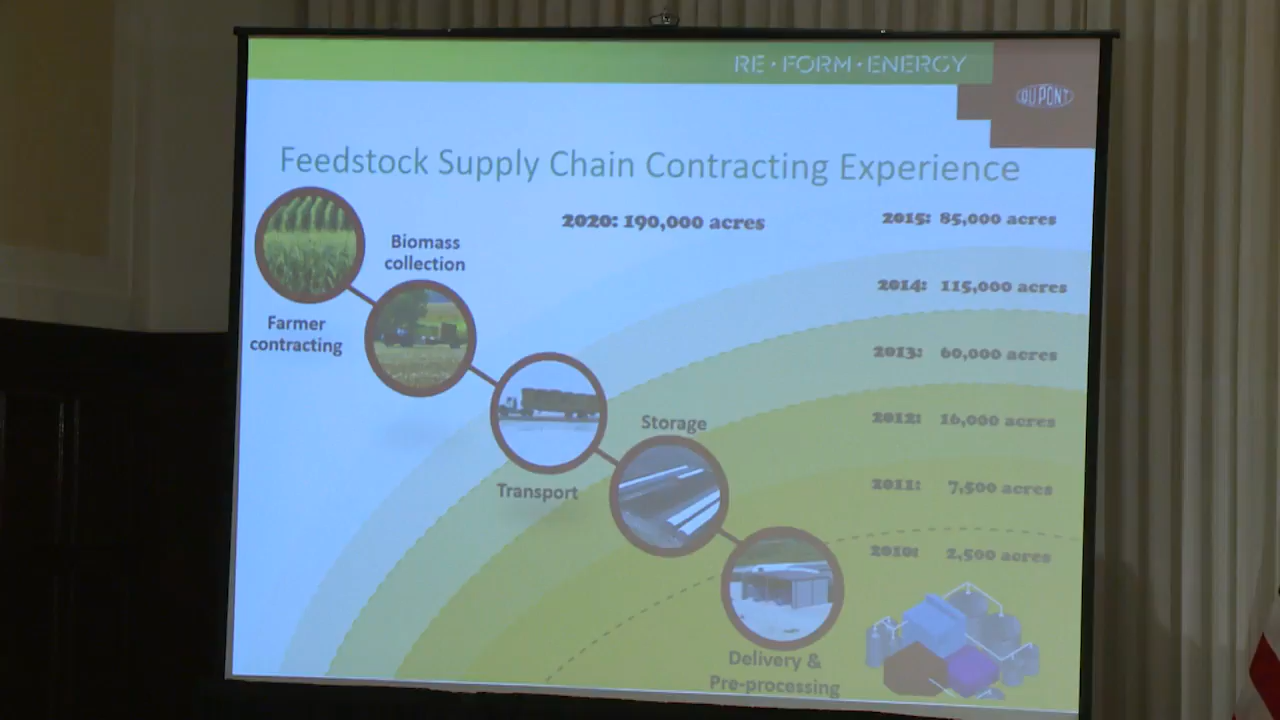 RE·FORM·ENERGY
DUPONT
Feedstock Supply Chain Contracting Experience
2020: 190,000 acres
2015: 85,000 acres
Biomass
collection
2014: 115,000 acres
Farmer
contracting
2013: 60,000 acres
Storage
2012: 16,000 acres
Transport
2011: 7,500 acres
2010: 2,500 acres
Delivery &
Pre-processing